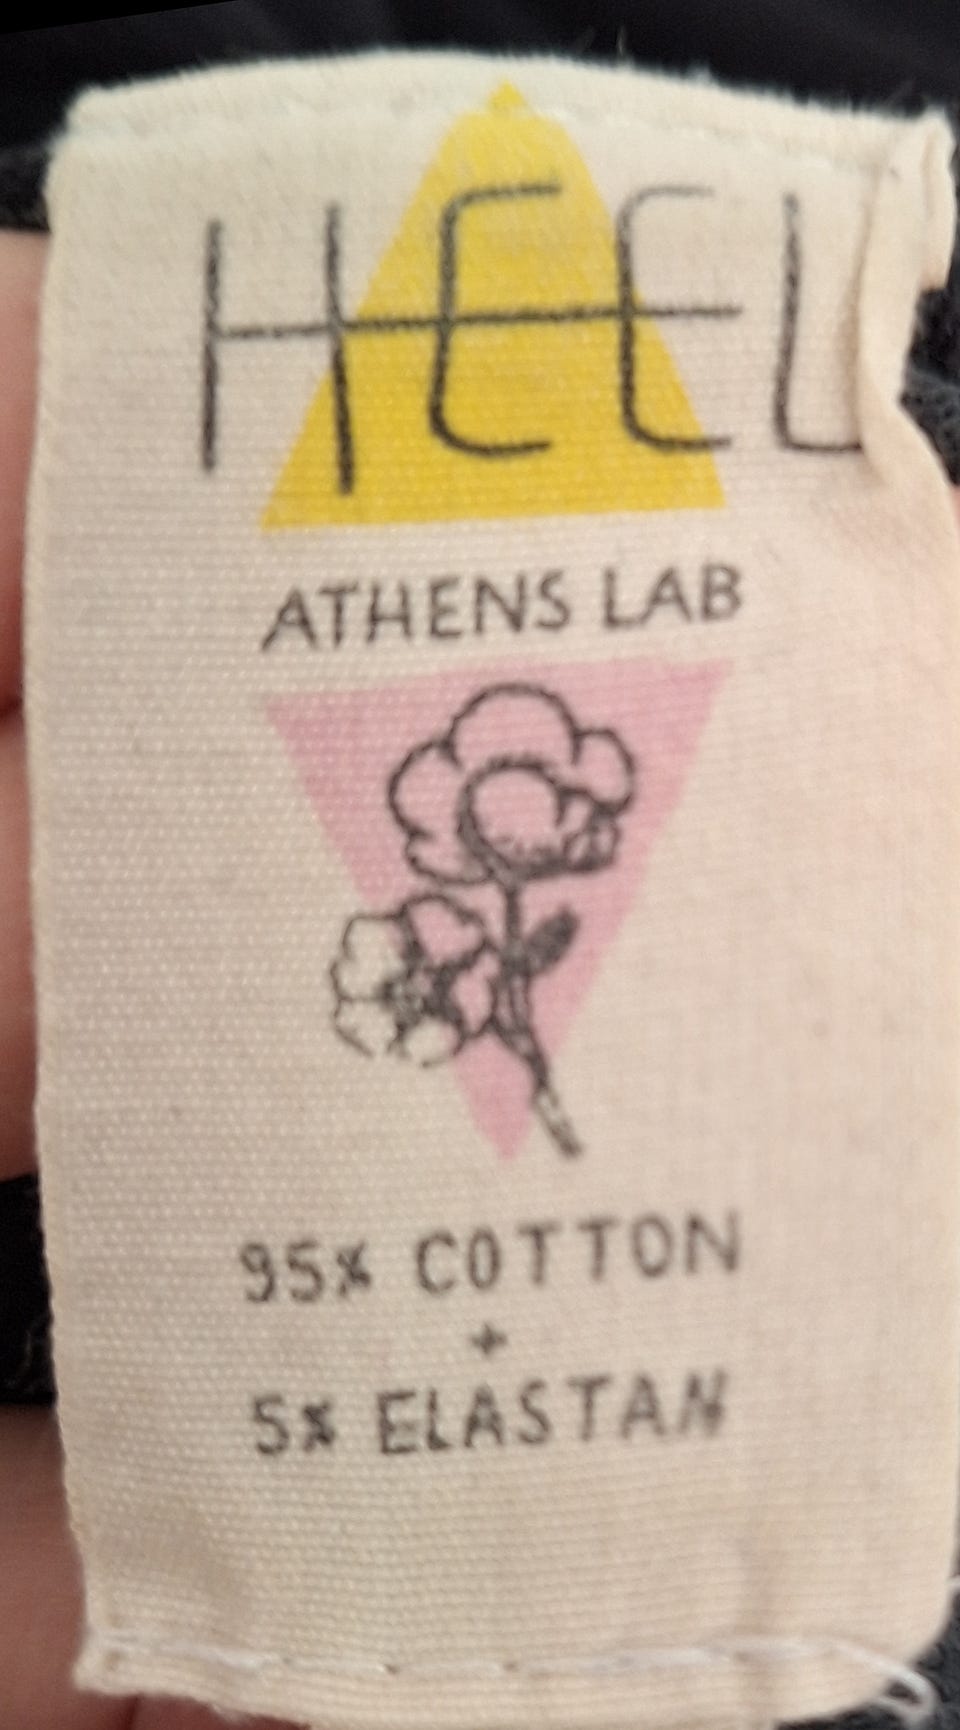 HEEL
ATHENS LAB
95% COTTON
+
5% ELASTAN